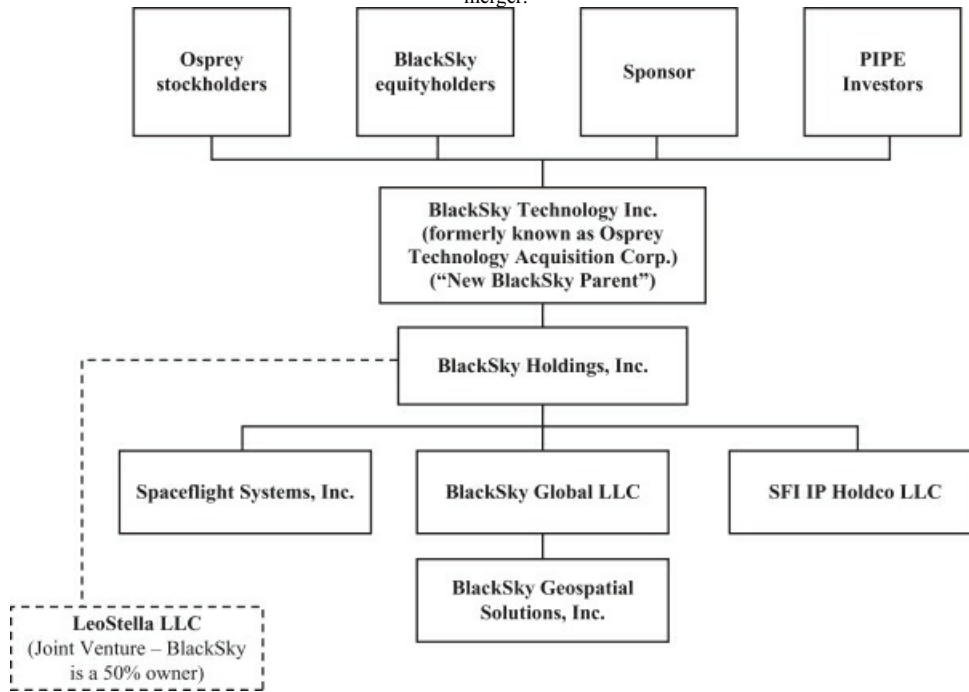 merger.
Osprey
stockholders
BlackSky
equityholders
Sponsor
PIPE
Investors
BlackSky Technology Inc.
(formerly known as Osprey
Technology Acquisition Corp.)
(“New BlackSky Parent”)
BlackSky Holdings, Inc.
Spaceflight Systems, Inc.
BlackSky Global LLC
SFI IP Holdco LLC
BlackSky Geospatial
Solutions, Inc.
LeoStella LLC
(Joint Venture – BlackSky
is a 50% owner)